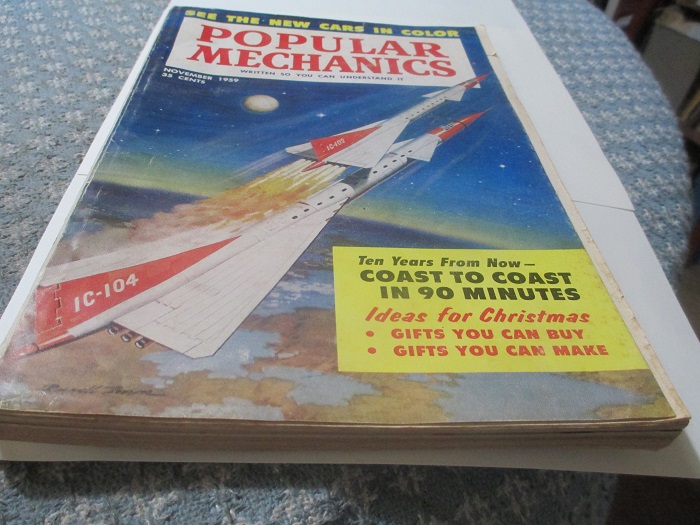 SEE THE NEW CARS IN COLOR
POPULAR
MECHANICS
WRITTEN SO YOU CAN UNDERSTAND IT
NOVEMBER 1959
35 CENTS
IC-102
IC-104
Ten Years From Now—
COAST TO COAST
IN 90 MINUTES
Ideas for Christmas
• GIFTS YOU CAN BUY
• GIFTS YOU CAN MAKE